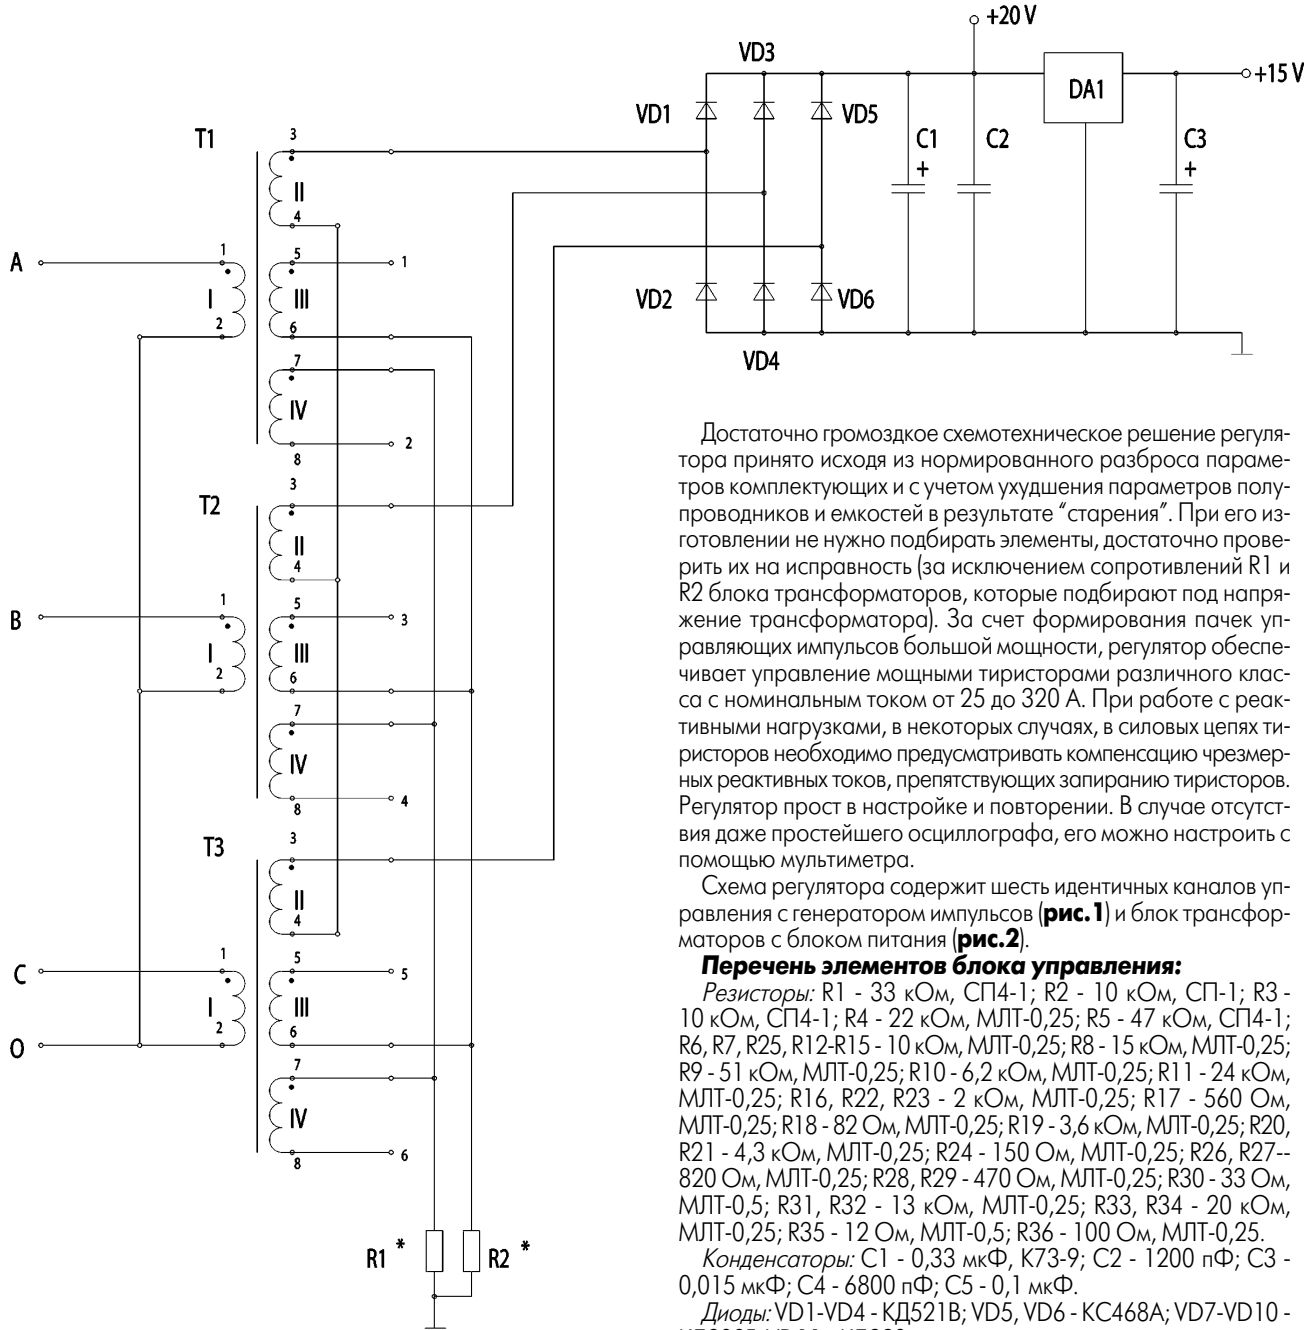 +20 V
VD3
+15 V
DA1
VD1
VD5
C1
+
C2
C3
+
T1
3
II
4
A
1
I
2
5
1
III
6
7
IV
2
8
VD2
VD6
VD4
3
T2
II
4
B
1
I
2
5
3
III
6
7
IV
4
8
3
T3
II
4
C
1
I
2
O
5
5
III
6
7
IV
6
8
R1 *
R2 *
Достаточно громоздкое схемотехническое решение регуля-
тора принято исходя из нормированного разброса параме-
тров комплектующих и с учетом ухудшения параметров полу-
проводников и емкостей в результате "старения". При его из-
готовлении не нужно подбирать элементы, достаточно прове-
рить их на исправность (за исключением сопротивлений R1 и
R2 блока трансформаторов, которые подбирают под напря-
жение трансформатора). За счет формирования пачек уп-
равляющих импульсов большой мощности, регулятор обеспе-
чивает управление мощными тиристорами различного клас-
са с номинальным током от 25 до 320 А. При работе с реак-
тивными нагрузками, в некоторых случаях, в силовых цепях ти-
ристоров необходимо предусматривать компенсацию чрезмер-
ных реактивных токов, препятствующих запиранию тиристоров.
Регулятор прост в настройке и повторении. В случае отсутст-
вия даже простейшего осциллографа, его можно настроить с
помощью мультиметра.
Схема регулятора содержит шесть идентичных каналов уп-
равления с генератором импульсов (рис.1) и блок трансфор-
маторов с блоком питания (рис.2).
Перечень элементов блока управления:
Резисторы: R1 - 33 кОм, СП4-1; R2 - 10 кОм, СП-1; R3 -
10 кОм, СП4-1; R4 - 22 кОм, МЛТ-0,25; R5 - 47 кОм, СП4-1;
R6, R7, R25, R12-R15 - 10 кОм, МЛТ-0,25; R8 - 15 кОм, МЛТ-0,25;
R9 - 51 кОм, МЛТ-0,25; R10 - 6,2 кОм, МЛТ-0,25; R11 - 24 кОм,
МЛТ-0,25; R16, R22, R23 - 2 кОм, МЛТ-0,25; R17 - 560 Ом,
МЛТ-0,25; R18 - 82 Ом, МЛТ-0,25; R19 - 3,6 кОм, МЛТ-0,25; R20,
R21 - 4,3 кОм, МЛТ-0,25; R24 - 150 Ом, МЛТ-0,25; R26, R27--
820 Ом, МЛТ-0,25; R28, R29 - 470 Ом, МЛТ-0,25; R30 - 33 Ом,
МЛТ-0,5; R31, R32 - 13 кОм, МЛТ-0,25; R33, R34 - 20 кОм,
МЛТ-0,25; R35 - 12 Ом, МЛТ-0,5; R36 - 100 Ом, МЛТ-0,25.
Конденсаторы: С1 - 0,33 мкФ, К73-9; С2 - 1200 пФ; С3 -
0,015 мкФ; С4 - 6800 пФ; С5 - 0,1 мкФ.
Диоды: VD1-VD4 - КД521В; VD5, VD6 - КС468А; VD7-VD10 -